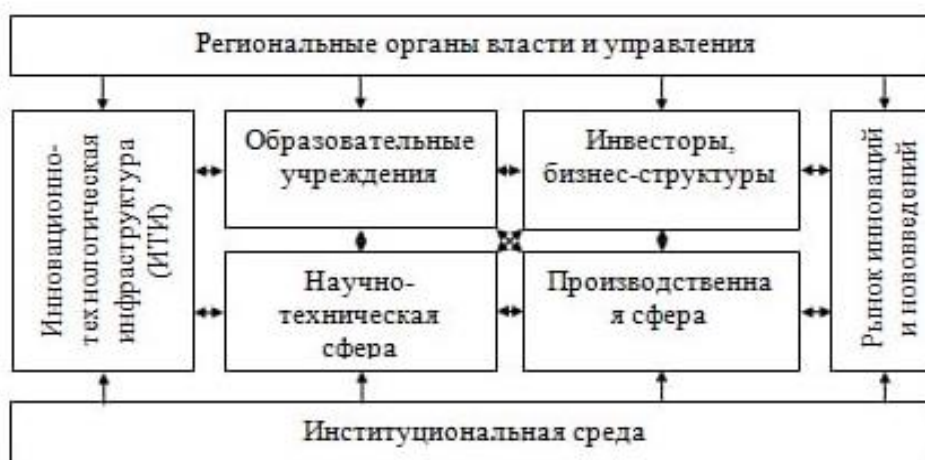 Региональные органы власти и управления
Инновационно-
технологическая
инфраструктура
(ИТИ)
Образовательные
учреждения
Инвесторы,
бизнес-структуры
Рынок инноваций
и нововведений
Научно-
техническая
сфера
Производственна
я сфера
Институциональная среда